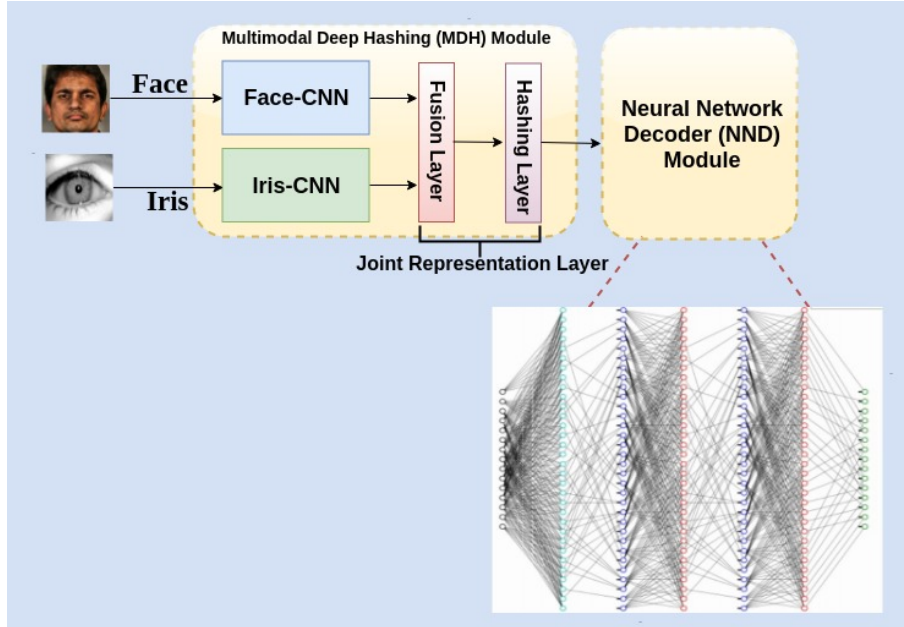 Multimodal Deep Hashing (MDH) Module
Face
Face-CNN
Iris
Iris-CNN
Fusion Layer
Hashing Layer
Joint Representation Layer
Neural Network
Decoder (NND)
Module